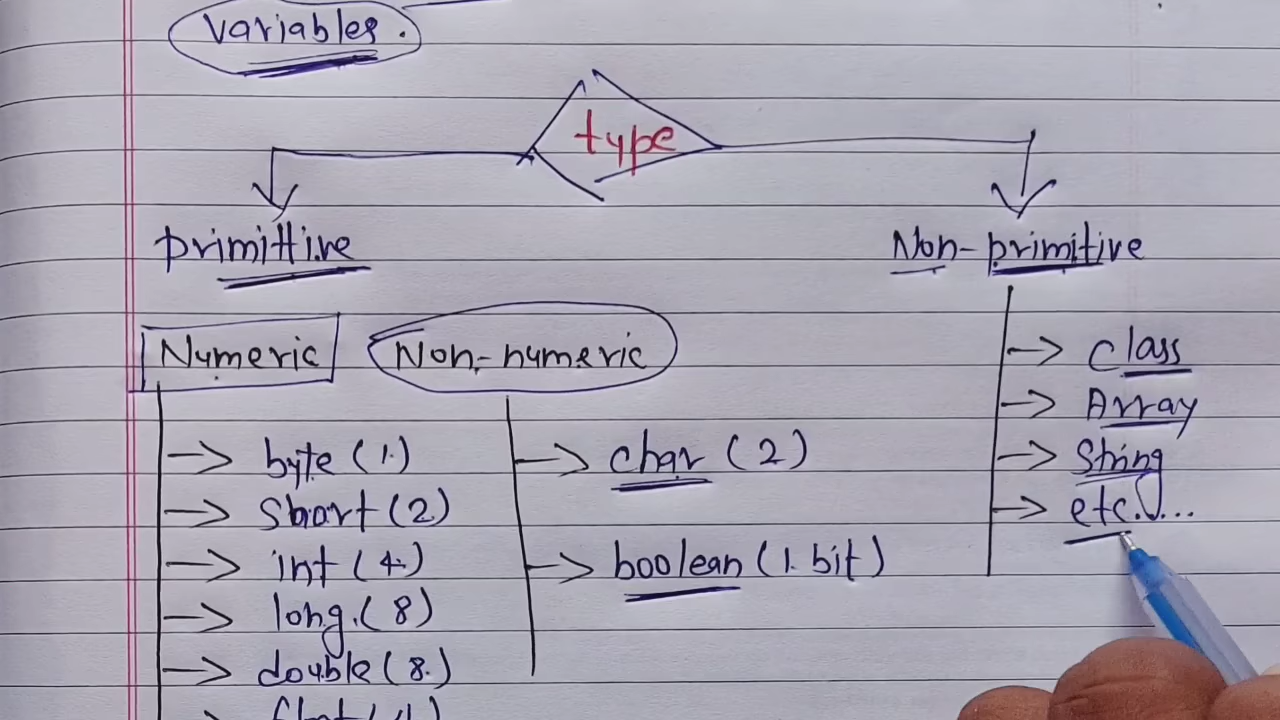 Variables.
type
primittive
Non-primitive
Numeric
Non-numeric
byte (1)
Short (2)
int (4)
long. (8)
double (8)
char (2)
boolean (1 bit)
Class
Array
String
etc....